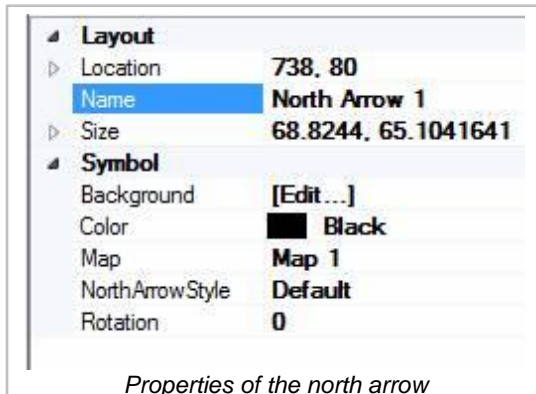 Layout
Location 738, 80
Name North Arrow 1
Size 68.8244, 65.1041641
Symbol
Background [Edit...]
Color Black
Map Map 1
NorthArrowStyle Default
Rotation 0
Properties of the north arrow